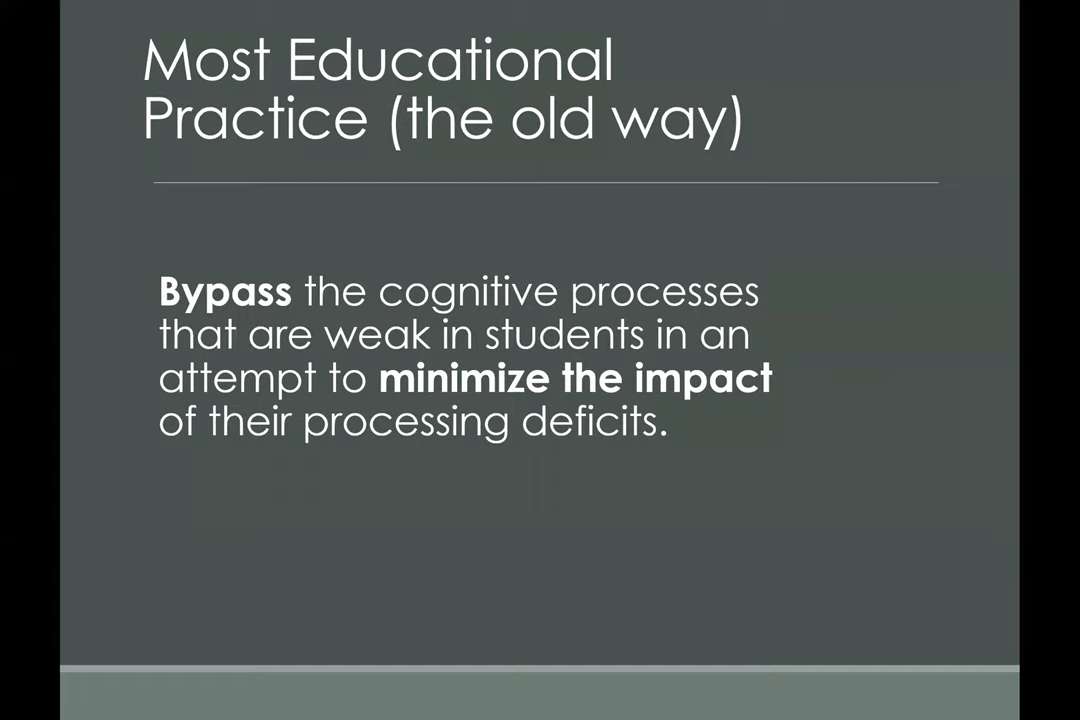 Most Educational
Practice (the old way)
Bypass the cognitive processes
that are weak in students in an
attempt to minimize the impact
of their processing deficits.